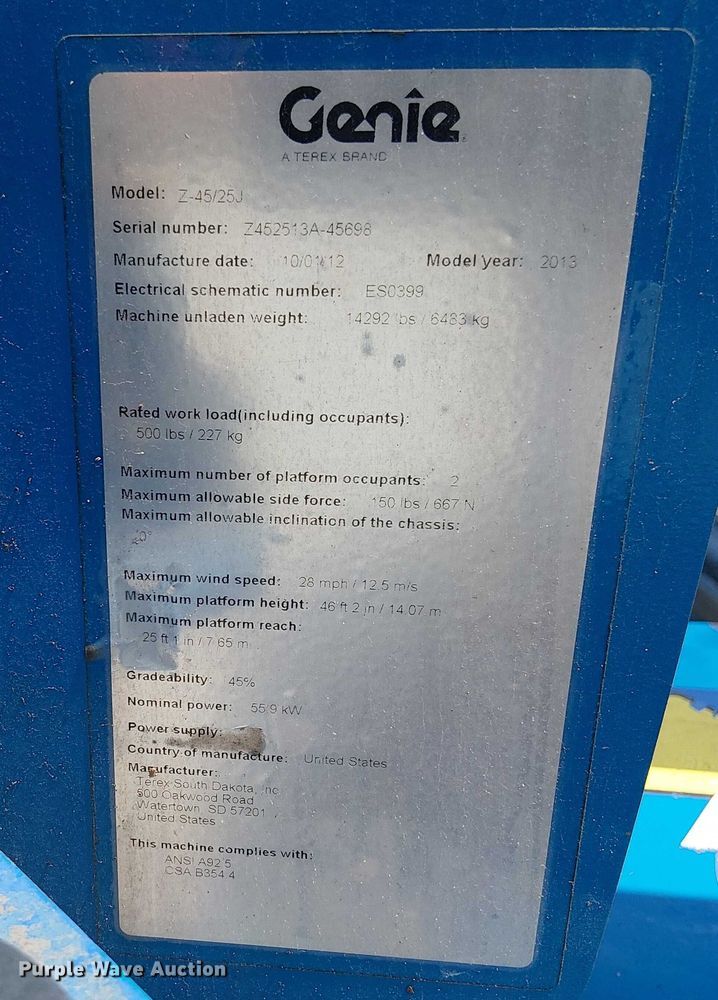 Genie
A TEREX BRAND
Model: Z-45/25J
Serial number: Z452513A-45698
Manufacture date: 10/01/12 Model year: 2013
Electrical schematic number: ES0399
Machine unladen weight: 14292 lbs / 6483 kg
Rated work load(including occupants):
500 lbs / 227 kg
Maximum number of platform occupants: 2
Maximum allowable side force: 150 lbs / 667 N
Maximum allowable inclination of the chassis:
0°
Maximum wind speed: 28 mph / 12.5 m/s
Maximum platform height: 46 ft 2 in / 14.07 m
Maximum platform reach:
25 ft 1 in / 7.65 m
Gradeability: 45%
Nominal power: 55.9 kW
Power supply:
Country of manufacture: United States
Manufacturer:
Terex South Dakota, Inc
500 Oakwood Road
Watertown, SD 57201
United States
This machine complies with:
ANSI A92.5
CSA B354.4
Purple Wave Auction